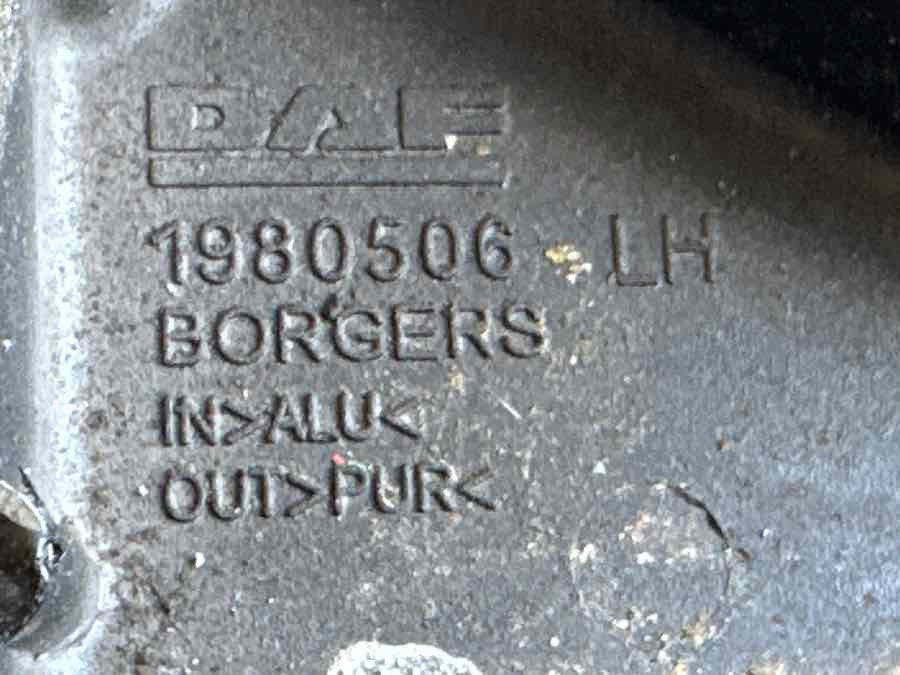 DAF
1980506 LH
BORGERS
IN>ALU<
OUT>PUR<